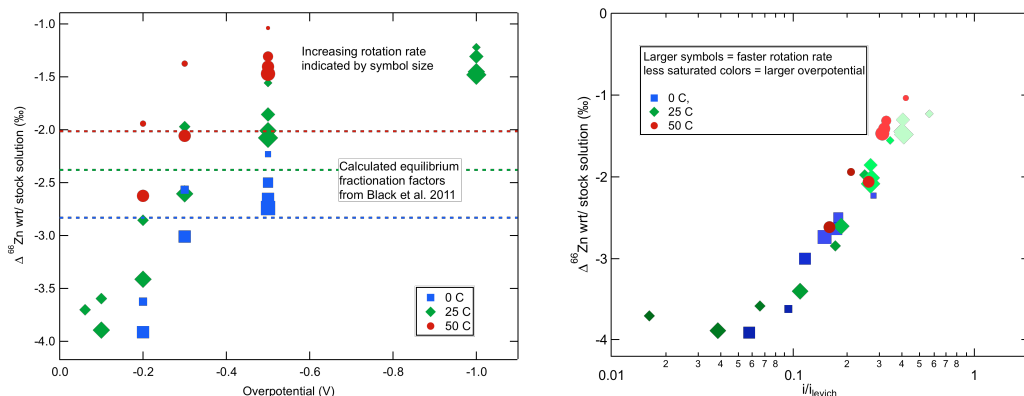 -1.0
-1.5
-2.0
-2.5
-3.0
-3.5
-4.0
Δ 66Zn wrt/ stock solution (‰)
Increasing rotation rate
indicated by symbol size
Calculated equilibrium
fractionation factors
from Black et al. 2011
0 C
25 C
50 C
0.0
-0.2
-0.4
-0.6
-0.8
-1.0
Overpotential (V)
0
-1
-2
-3
-4
Δ 66Zn wrt/ stock solution (‰)
Larger symbols = faster rotation rate
less saturated colors = larger overpotential
0 C,
25 C
50 C
0.01
2 3 4 5 6 7 8
0.1
2 3 4 5 6 7 8
1
i/ilevich